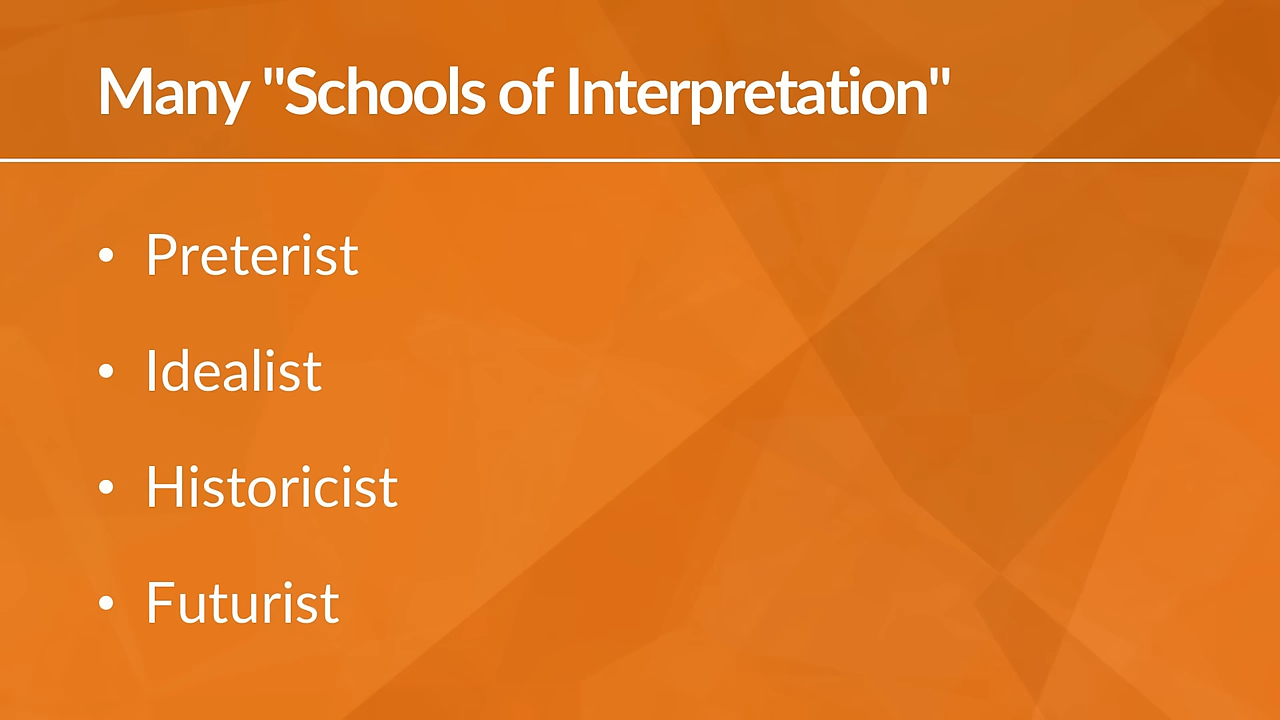 Many "Schools of Interpretation"
• Preterist
• Idealist
• Historicist
• Futurist